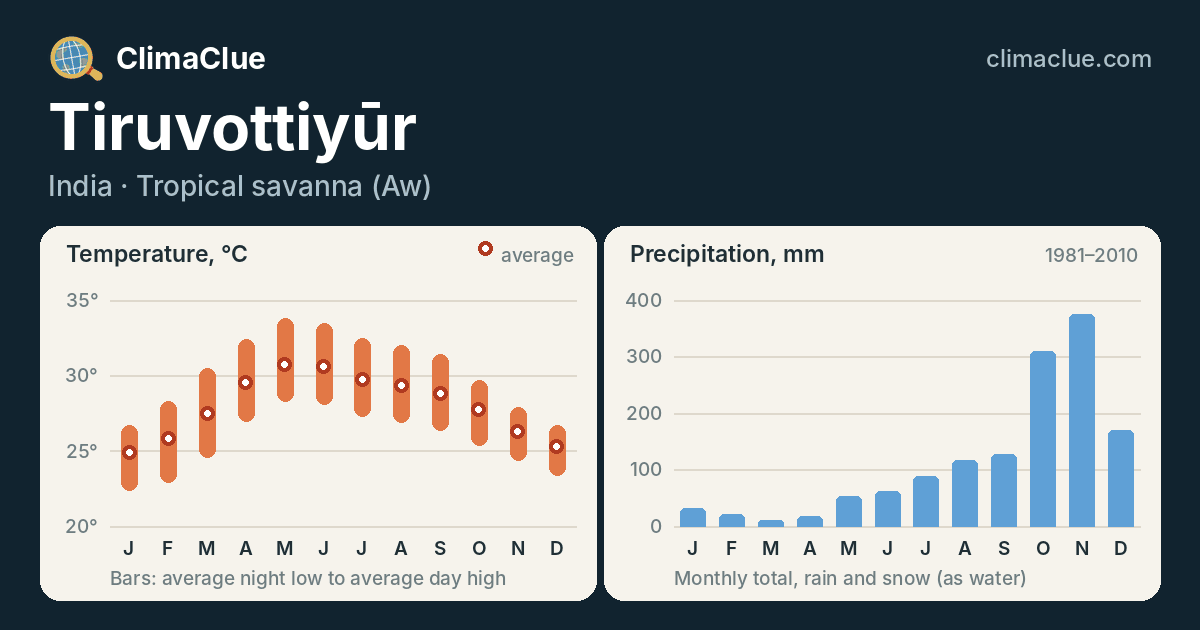 ClimaClue
climaclue.com
Tiruvottiyūr
India · Tropical savanna (Aw)
Temperature, °C
average
35°
30°
25°
20°
J F M A M J J A S O N D
Bars: average night low to average day high
Precipitation, mm
1981–2010
400
300
200
100
0
J F M A M J J A S O N D
Monthly total, rain and snow (as water)